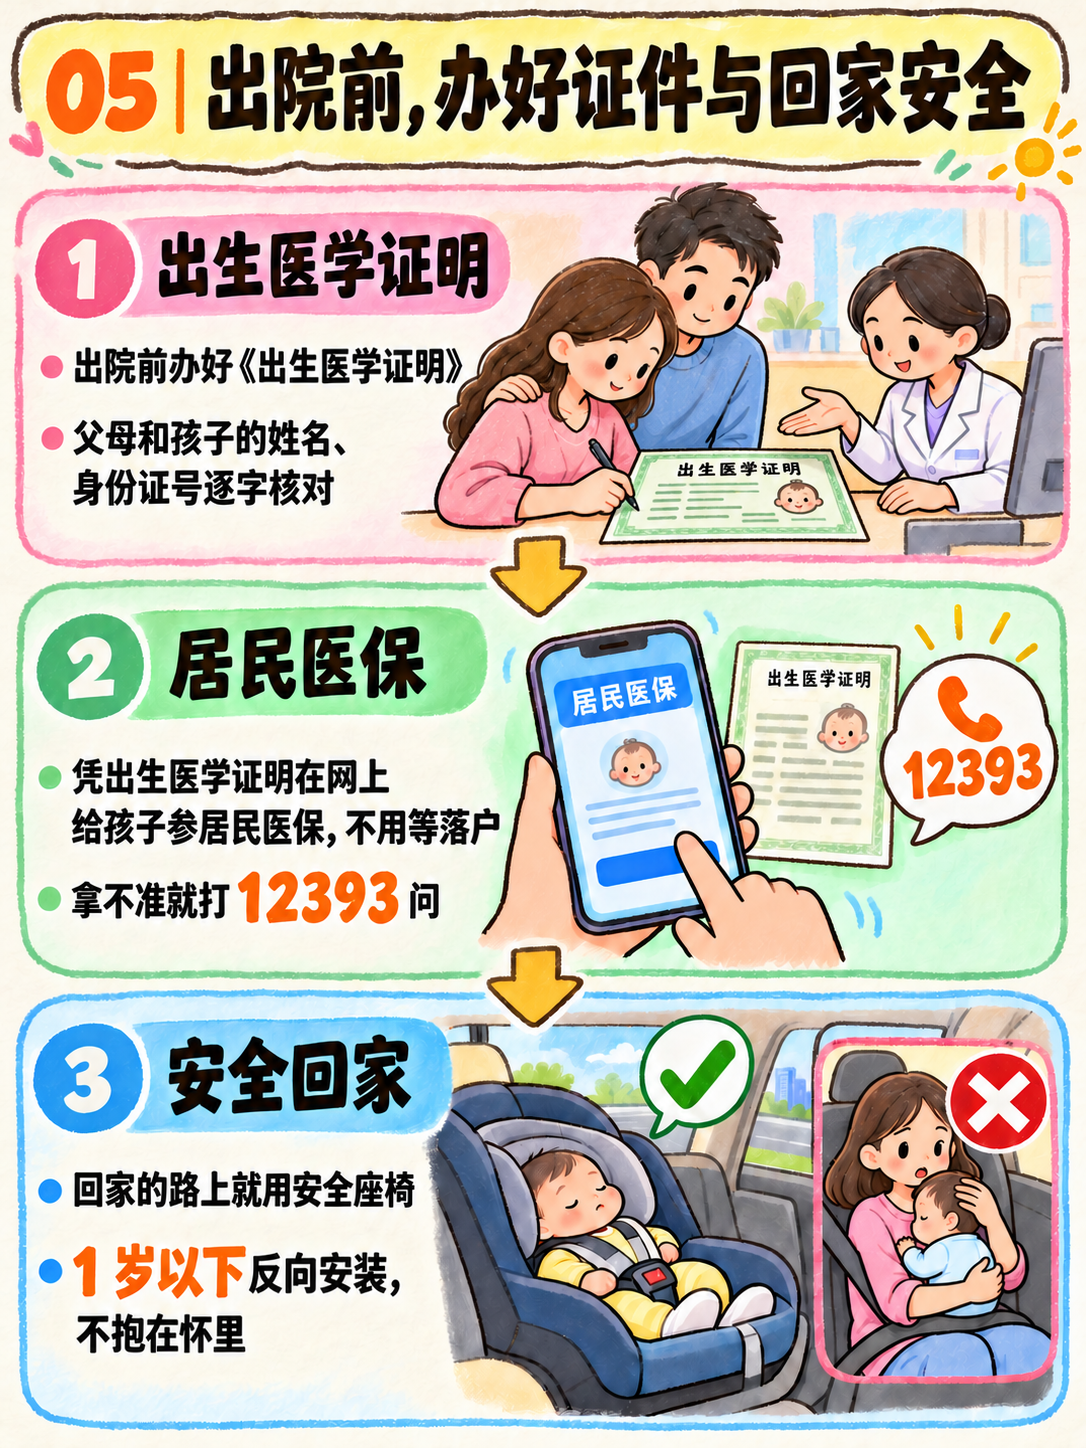 05 | 出院前,办好证件与回家安全
1 出生医学证明
出院前办好《出生医学证明》
父母和孩子的姓名、
身份证号逐字核对
出生医学证明
2 居民医保
凭出生医学证明在网上
给孩子参居民医保,不用等落户
拿不准就打 12393 问
居民医保
出生医学证明
12393
3 安全回家
回家的路上就用安全座椅
1岁以下反向安装,
不抱在怀里